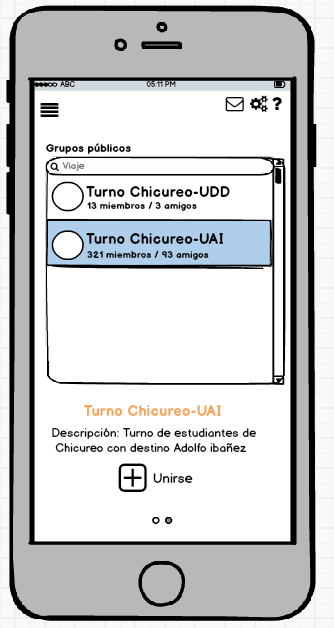 ABC 05:11 PM
?
Grupos públicos
Viaje
Turno Chicureo-UDD
13 miembros / 3 amigos
Turno Chicureo-UAI
321 miembros / 93 amigos
Turno Chicureo-UAI
Descripción: Turno de estudiantes de
Chicureo con destino Adolfo ibañez
Unirse